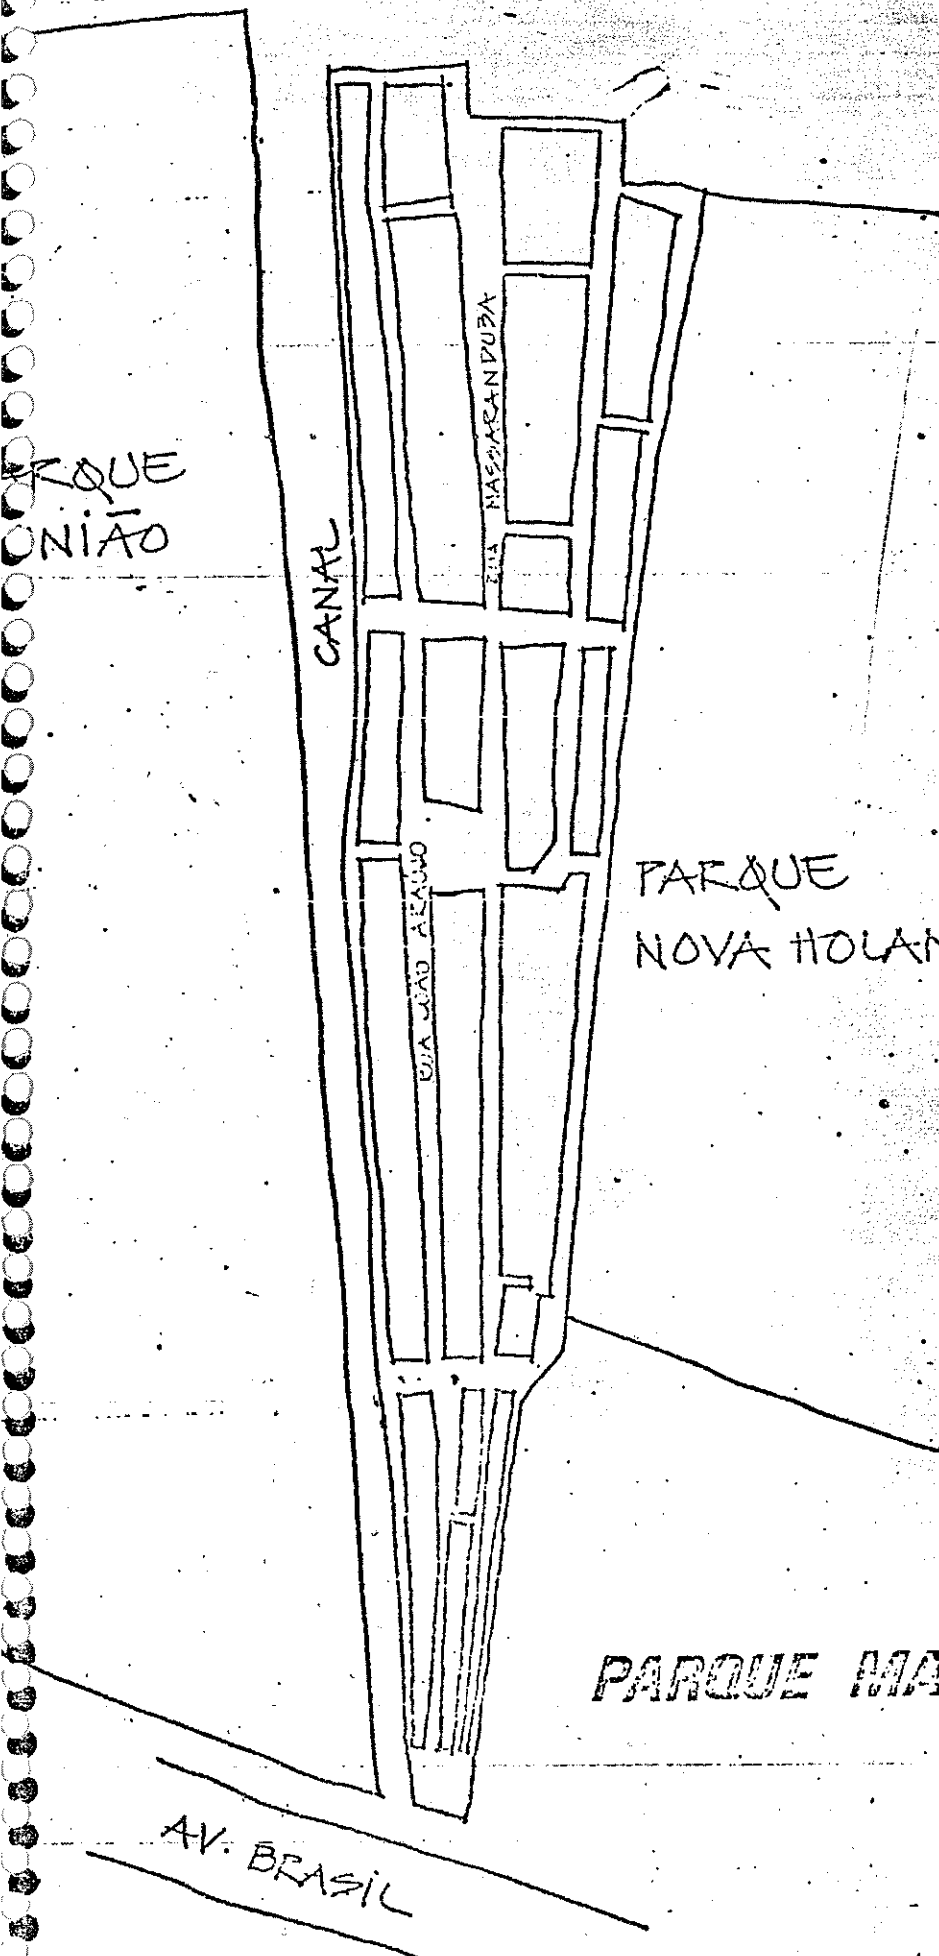 RQUE
NIÃO
CANAL
RUA MASSARANDUBA
RUA JOÃO ARAUJO
PARQUE
NOVA HOLAN
PARQUE MA
AV. BRASIL